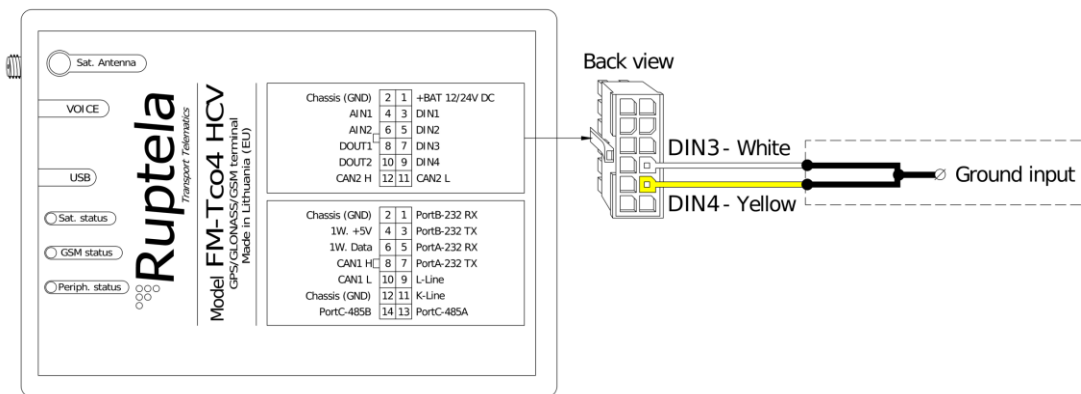 Sat. Antenna
VOICE
USB
Sat. status
GSM status
Periph. status
Ruptela
Transport Telematics
Model FM-Tco4 HCV
GPS/GLONASS/GSM terminal
Made in Lithuania (EU)
Chassis (GND) 2 1 +BAT 12/24V DC
AIN1 4 3 DIN1
AIN2 6 5 DIN2
DOUT1 8 7 DIN3
DOUT2 10 9 DIN4
CAN2 H 12 11 CAN2 L
Chassis (GND) 2 1 PortB-232 RX
1W. +5V 4 3 PortB-232 TX
1W. Data 6 5 PortA-232 RX
CAN1 H 8 7 PortA-232 TX
CAN1 L 10 9 L-Line
Chassis (GND) 12 11 K-Line
PortC-485B 14 13 PortC-485A
Back view
DIN3 - White
DIN4 - Yellow
Ground input